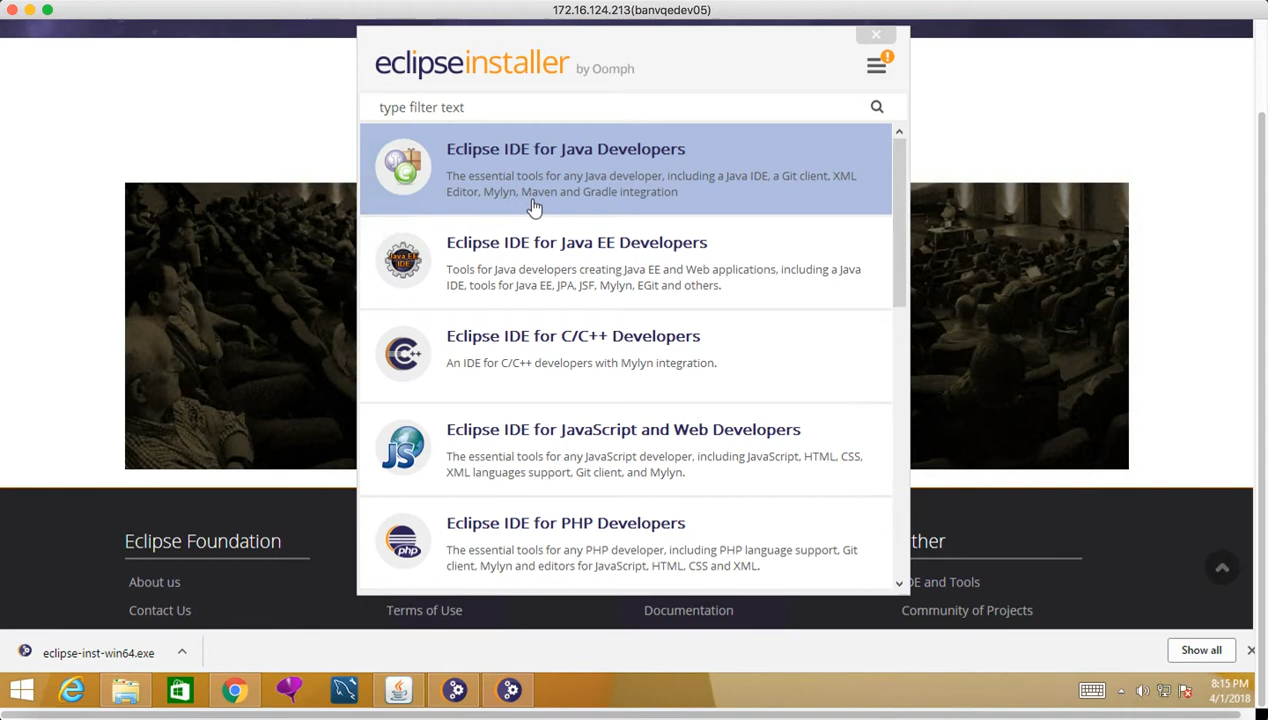 172.16.124.213(banvqedev05)
eclipseinstaller by Oomph
type filter text
Eclipse IDE for Java Developers
The essential tools for any Java developer, including a Java IDE, a Git client, XML
Editor, Mylyn, Maven and Gradle integration
Eclipse IDE for Java EE Developers
Tools for Java developers creating Java EE and Web applications, including a Java
IDE, tools for Java EE, JPA, JSF, Mylyn, EGit and others.
Java EE
IDE
Eclipse IDE for C/C++ Developers
An IDE for C/C++ developers with Mylyn integration.
C++
Eclipse IDE for JavaScript and Web Developers
The essential tools for any JavaScript developer, including JavaScript, HTML, CSS,
XML languages support, Git client, and Mylyn.
JS
Eclipse IDE for PHP Developers
The essential tools for any PHP developer, including PHP language support, Git
client, Mylyn and editors for JavaScript, HTML, CSS and XML.
php
Eclipse Foundation
ther
About us
DE and Tools
Contact Us
Terms of Use
Documentation
Community of Projects
eclipse-inst-win64.exe
Show all
8:15 PM
4/1/2018